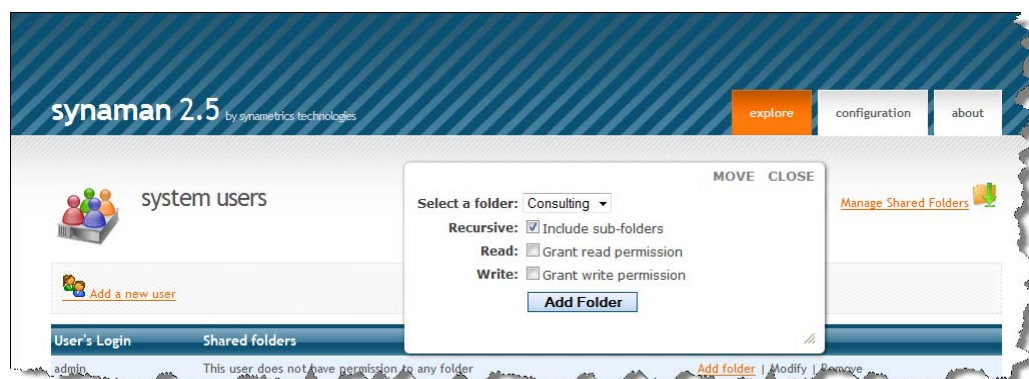 synaman 2.5 by synametrics technologies
explore
configuration
about
system users
Manage Shared Folders
MOVE CLOSE
Select a folder: Consulting
Recursive: Include sub-folders
Read: Grant read permission
Write: Grant write permission
Add Folder
Add a new user
User's Login Shared folders
admin This user does not have permission to any folder Add folder | Modify | Remove